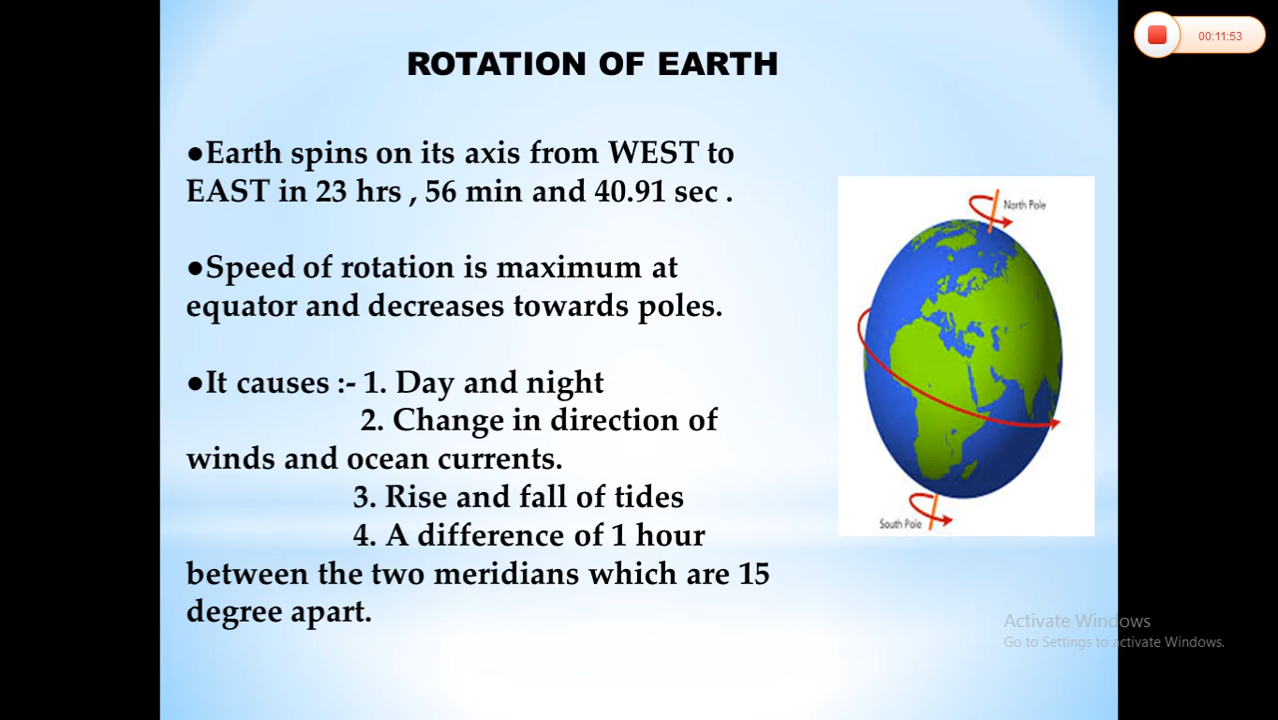 00:11:53
ROTATION OF EARTH
●Earth spins on its axis from WEST to
EAST in 23 hrs , 56 min and 40.91 sec .
●Speed of rotation is maximum at
equator and decreases towards poles.
●It causes :- 1. Day and night
2. Change in direction of
winds and ocean currents.
3. Rise and fall of tides
4. A difference of 1 hour
between the two meridians which are 15
degree apart.
North Pole
South Pole
Activate Windows
Go to Settings to activate Windows.